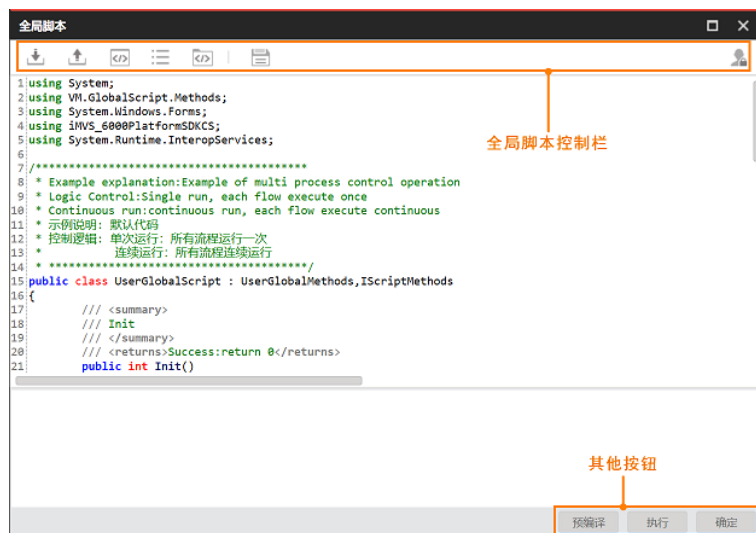 全局脚本
全局脚本控制栏
1 using System;
2 using VM.GlobalScript.Methods;
3 using System.Windows.Forms;
4 using iMVS_6000PlatformSDKCS;
5 using System.Runtime.InteropServices;
6
7 /****************************************
8 * Example explanation:Example of multi process control operation
9 * Logic Control:Single run, each flow execute once
10 * Continuous run:continuous run, each flow execute continuous
11 * 示例说明: 默认代码
12 * 控制逻辑: 单次运行: 所有流程运行一次
13 * 连续运行: 所有流程连续运行
14 * **************************************/
15 public class UserGlobalScript : UserGlobalMethods,IScriptMethods
16 {
17 /// <summary>
18 /// Init
19 /// </summary>
20 /// <returns>Success:return 0</returns>
21 public int Init()
其他按钮
预编译 执行 确定